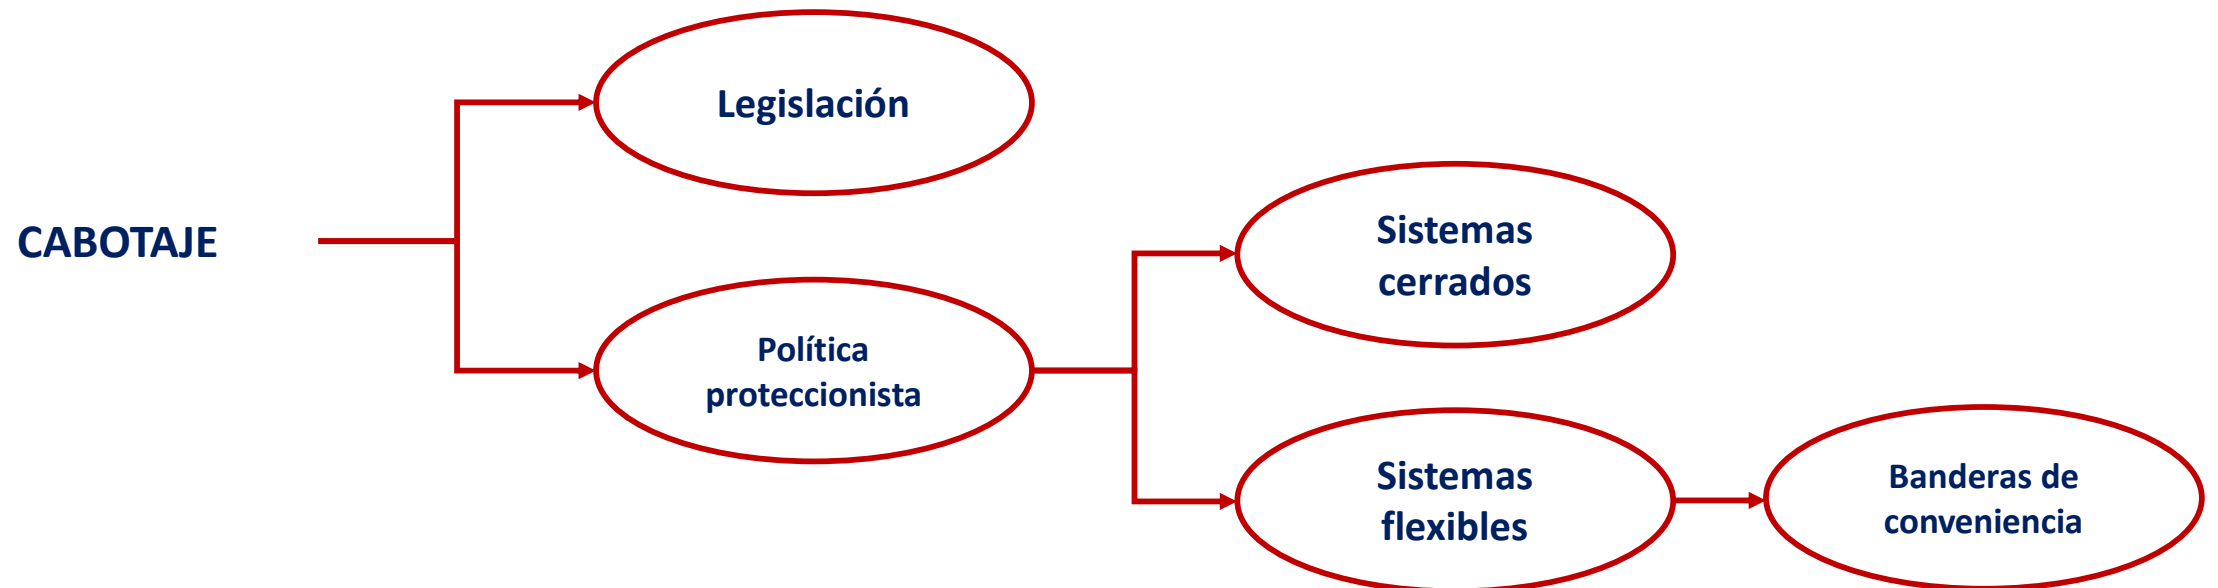 Legislación
CABOTAJE
Sistemas
cerrados
Política
proteccionista
Sistemas
flexibles
Banderas de
conveniencia